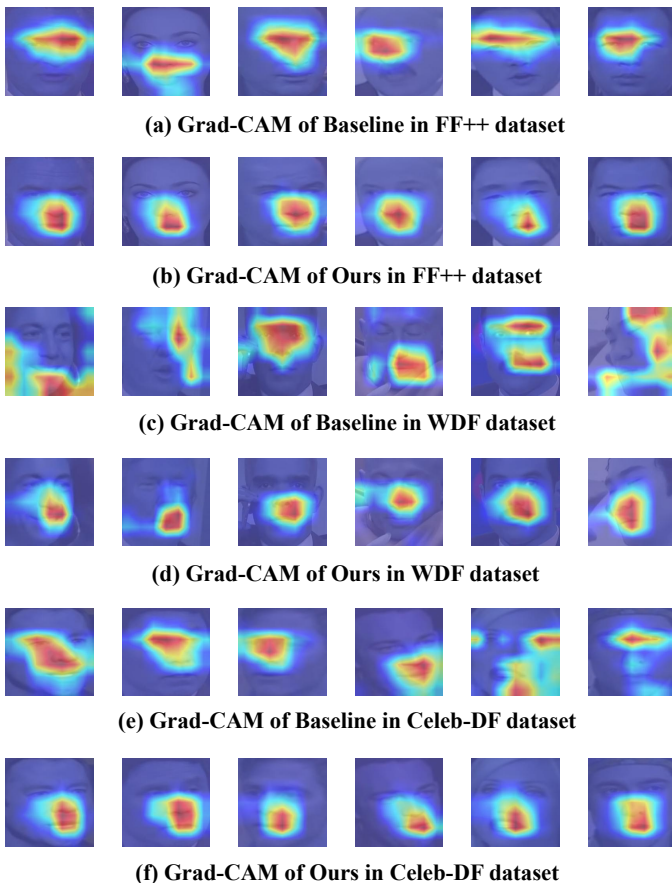 (a) Grad-CAM of Baseline in FF++ dataset
(b) Grad-CAM of Ours in FF++ dataset
(c) Grad-CAM of Baseline in WDF dataset
(d) Grad-CAM of Ours in WDF dataset
(e) Grad-CAM of Baseline in Celeb-DF dataset
(f) Grad-CAM of Ours in Celeb-DF dataset